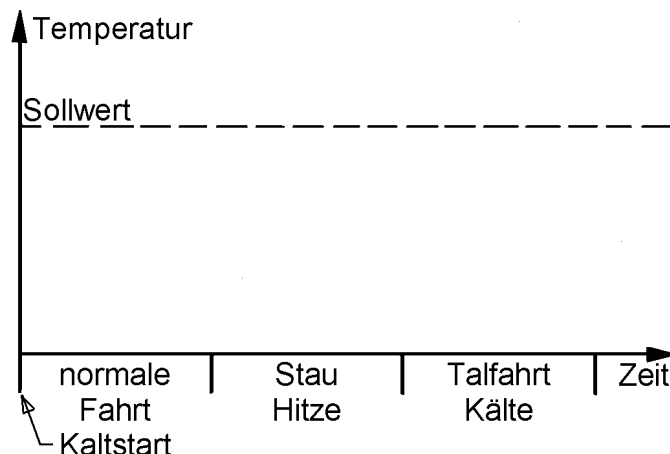 Temperatur
Sollwert
normale Fahrt
Stau Hitze
Talfahrt Kälte
Zeit
Kaltstart